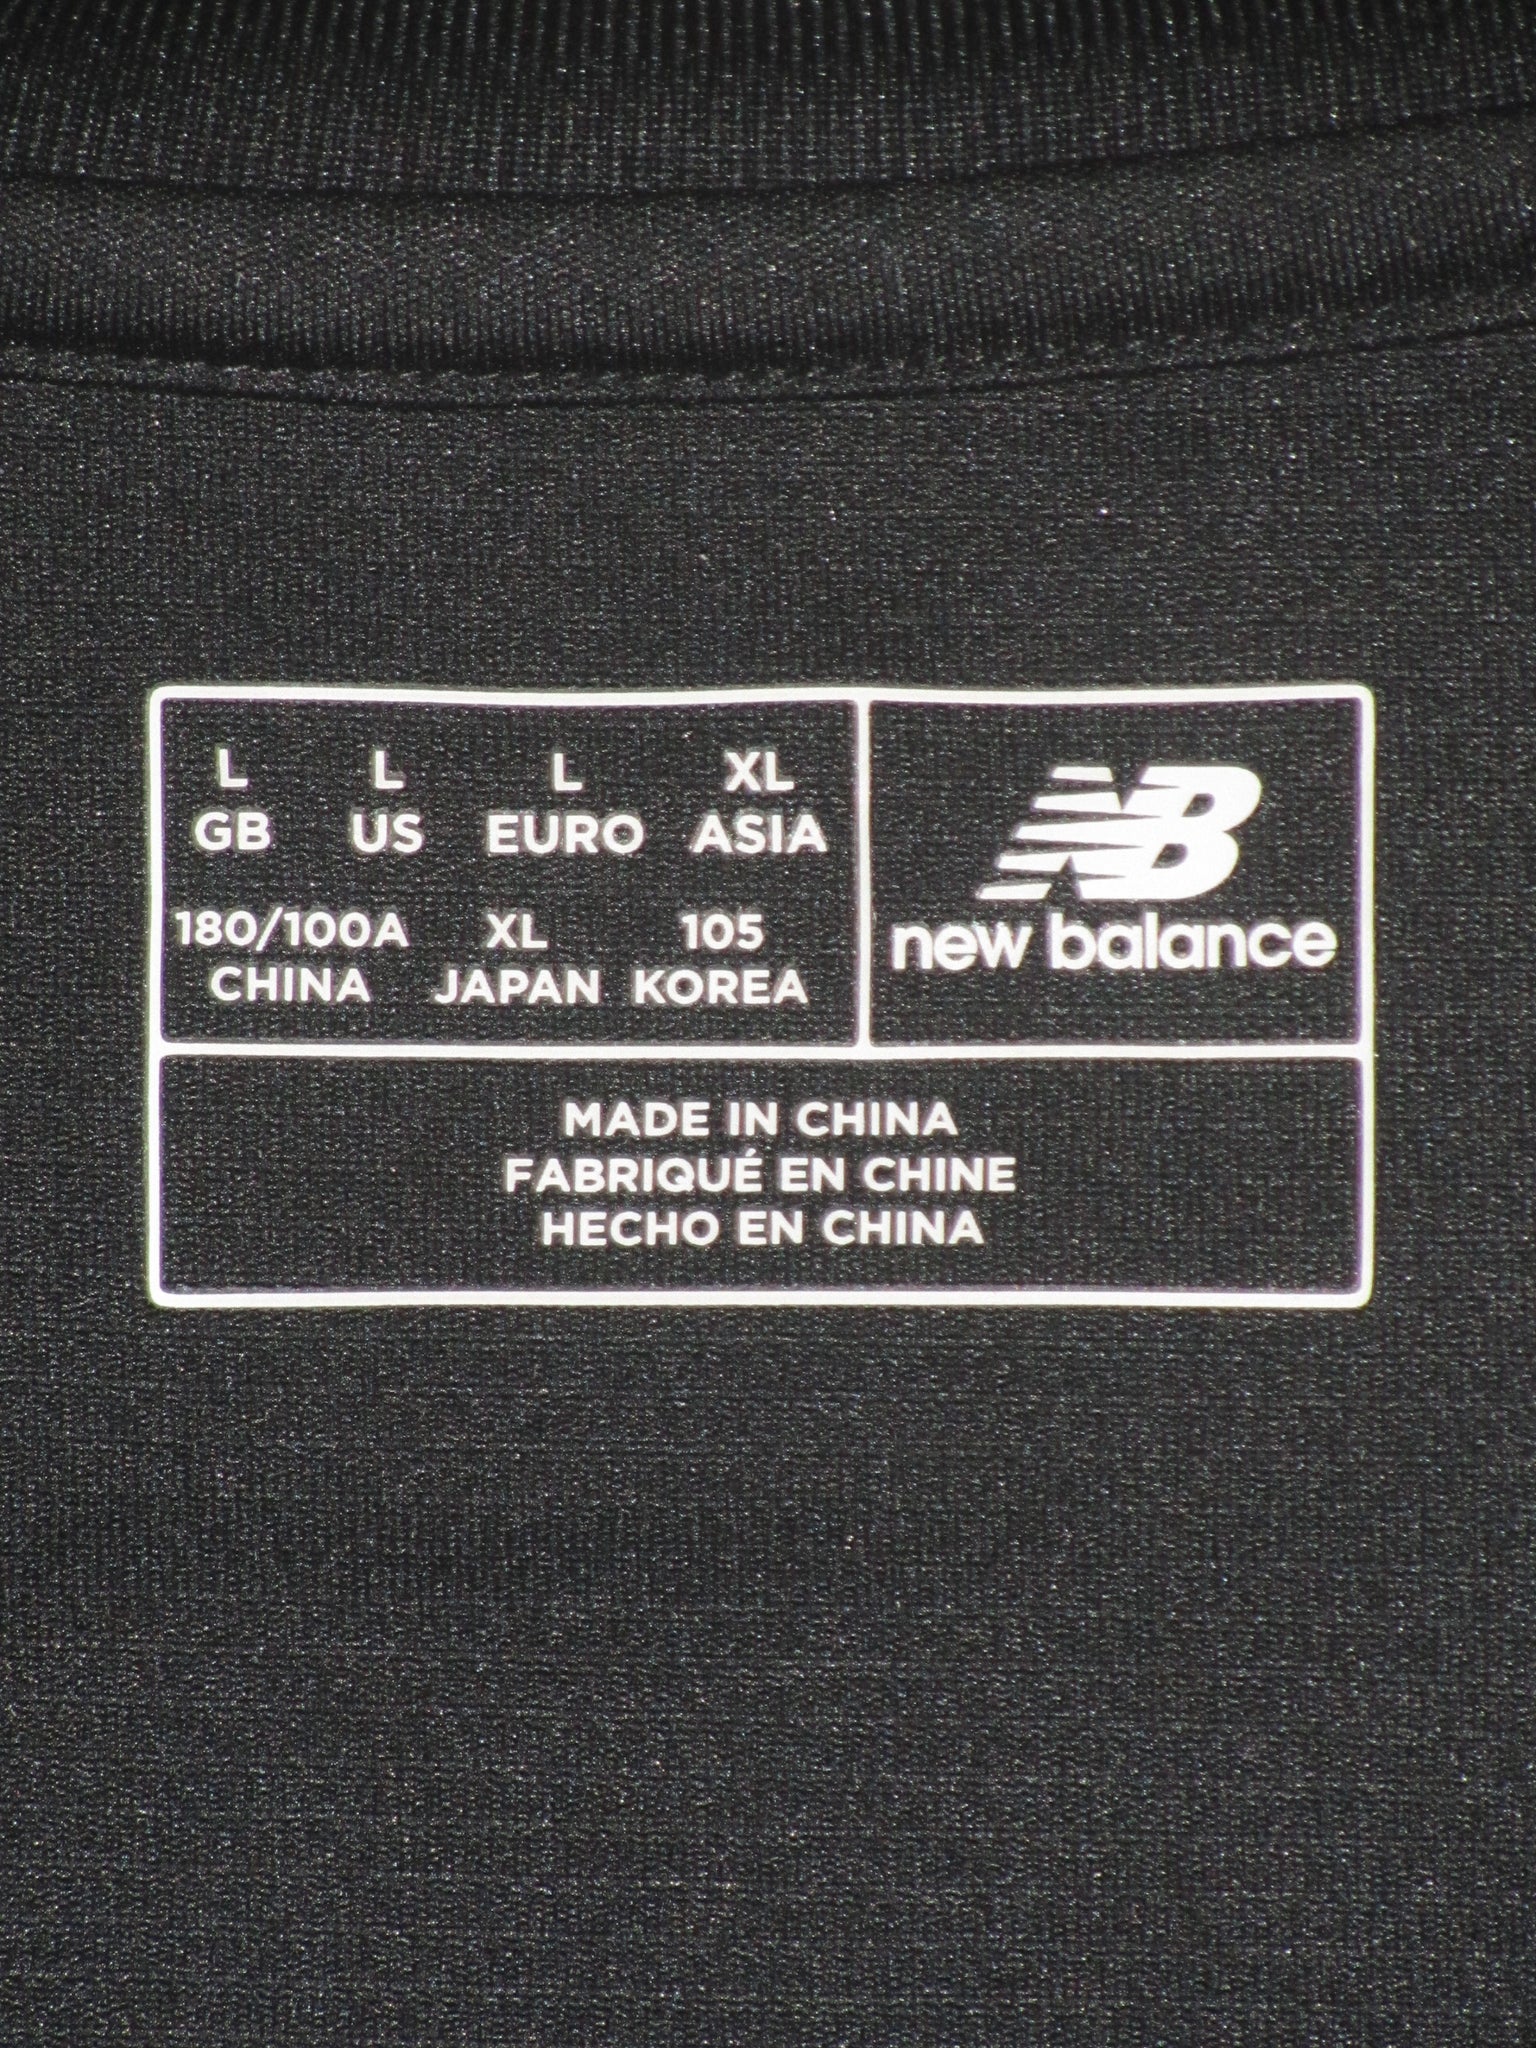 L L L XL
GB US EURO ASIA
180/100A XL 105
CHINA JAPAN KOREA
NB
new balance
MADE IN CHINA
FABRIQUÉ EN CHINE
HECHO EN CHINA